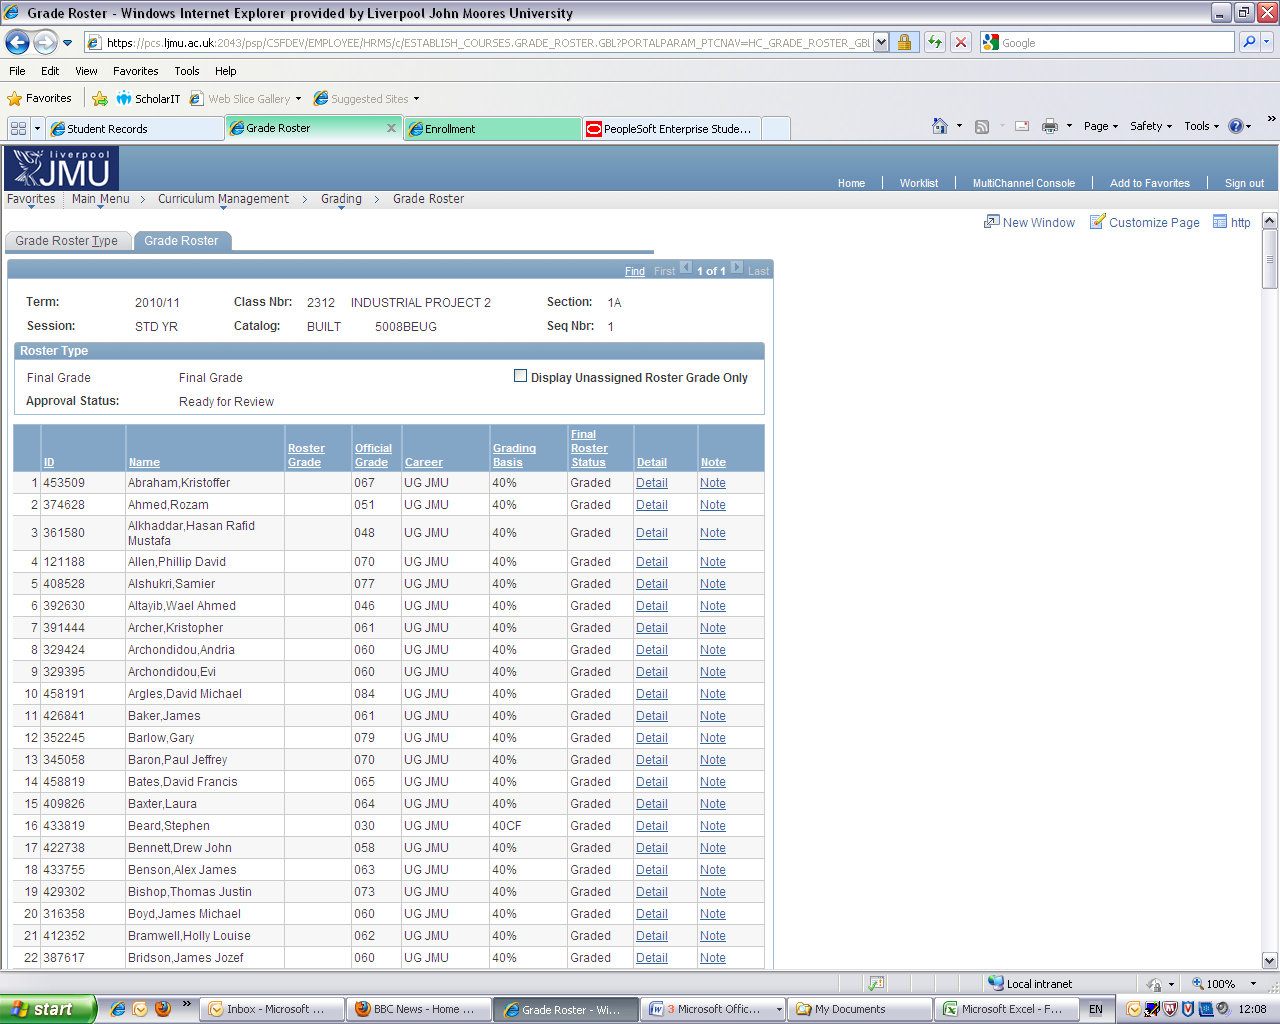 Grade Roster - Windows Internet Explorer provided by Liverpool John Moores University
https://pcs.ljmu.ac.uk:2043/psp/CSFDEV/EMPLOYEE/HRMS/c/ESTABLISH_COURSES.GRADE_ROSTER.GBL?PORTALPARAM_PTCNAV=HC_GRADE_ROSTER_GBL Google
File Edit View Favorites Tools Help
Favorites ScholarIT Web Slice Gallery Suggested Sites
Student Records Grade Roster Enrollment PeopleSoft Enterprise Stude... Page Safety Tools
liverpool
JMU
Home Worklist MultiChannel Console Add to Favorites Sign out
Favorites Main Menu > Curriculum Management > Grading > Grade Roster
New Window Customize Page http
Grade Roster Type Grade Roster
Find First 1 of 1 Last
Term: 2010/11 Class Nbr: 2312 INDUSTRIAL PROJECT 2 Section: 1A
Session: STD YR Catalog: BUILT 5008BEUG Seq Nbr: 1
Roster Type
Final Grade Final Grade Display Unassigned Roster Grade Only
Approval Status: Ready for Review
ID Name Roster Grade Official Grade Career Grading Basis Final Roster Status Detail Note
1 453509 Abraham,Kristoffer 067 UG JMU 40% Graded Detail Note
2 374628 Ahmed,Rozam 051 UG JMU 40% Graded Detail Note
3 361580 Alkhaddar,Hasan Rafid Mustafa 048 UG JMU 40% Graded Detail Note
4 121188 Allen,Phillip David 070 UG JMU 40% Graded Detail Note
5 408528 Alshukri,Samier 077 UG JMU 40% Graded Detail Note
6 392630 Altayib,Wael Ahmed 046 UG JMU 40% Graded Detail Note
7 391444 Archer,Kristopher 061 UG JMU 40% Graded Detail Note
8 329424 Archondidou,Andria 060 UG JMU 40% Graded Detail Note
9 329395 Archondidou,Evi 060 UG JMU 40% Graded Detail Note
10 458191 Argles,David Michael 084 UG JMU 40% Graded Detail Note
11 426841 Baker,James 061 UG JMU 40% Graded Detail Note
12 352245 Barlow,Gary 079 UG JMU 40% Graded Detail Note
13 345058 Baron,Paul Jeffrey 070 UG JMU 40% Graded Detail Note
14 458819 Bates,David Francis 065 UG JMU 40% Graded Detail Note
15 409826 Baxter,Laura 064 UG JMU 40% Graded Detail Note
16 433819 Beard,Stephen 030 UG JMU 40CF Graded Detail Note
17 422738 Bennett,Drew John 058 UG JMU 40% Graded Detail Note
18 433755 Benson,Alex James 063 UG JMU 40% Graded Detail Note
19 429302 Bishop,Thomas Justin 073 UG JMU 40% Graded Detail Note
20 316358 Boyd,James Michael 060 UG JMU 40% Graded Detail Note
21 412352 Bramwell,Holly Louise 062 UG JMU 40% Graded Detail Note
22 387617 Bridson,James Jozef 060 UG JMU 40% Graded Detail Note
Local intranet 100%
start Inbox - Microsoft ... BBC News - Home ... Grade Roster - Wi... 3 Microsoft Offic... My Documents Microsoft Excel - F... EN 12:08